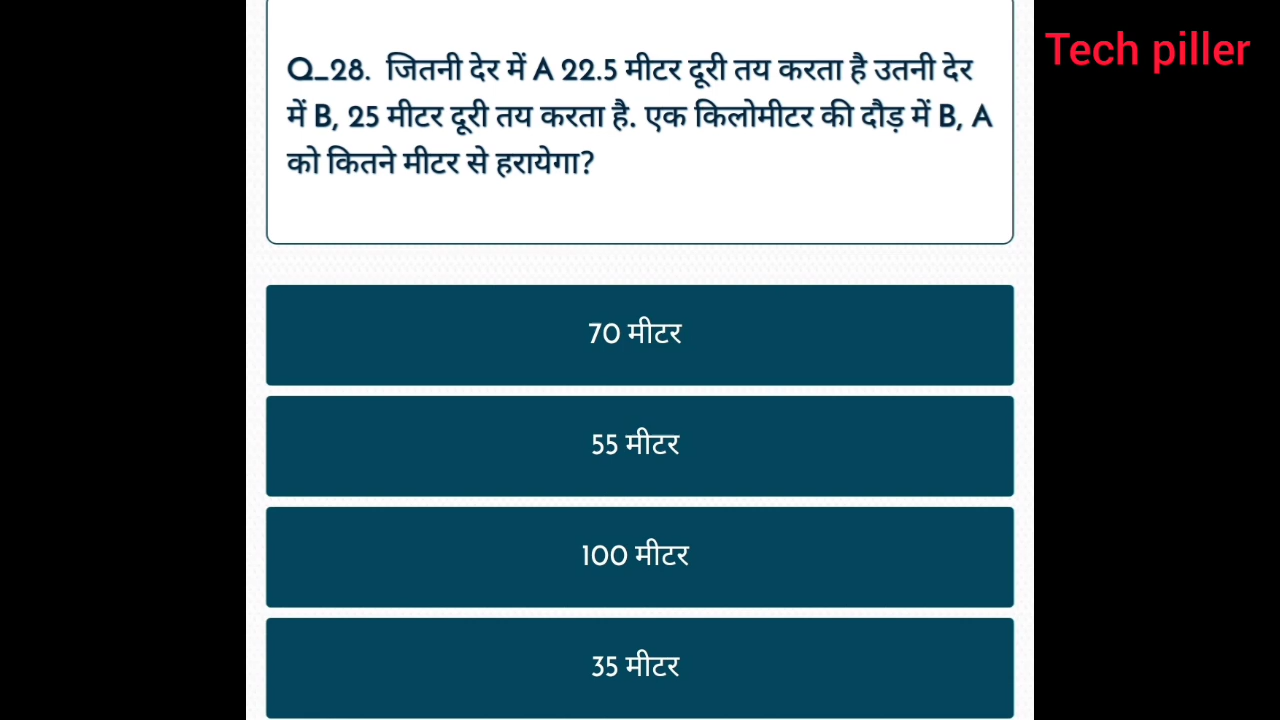 Tech piller
Q_28. जितनी देर में A 22.5 मीटर दूरी तय करता है उतनी देर
में B, 25 मीटर दूरी तय करता है. एक किलोमीटर की दौड़ में B, A
को कितने मीटर से हरायेगा?
70 मीटर
55 मीटर
100 मीटर
35 मीटर